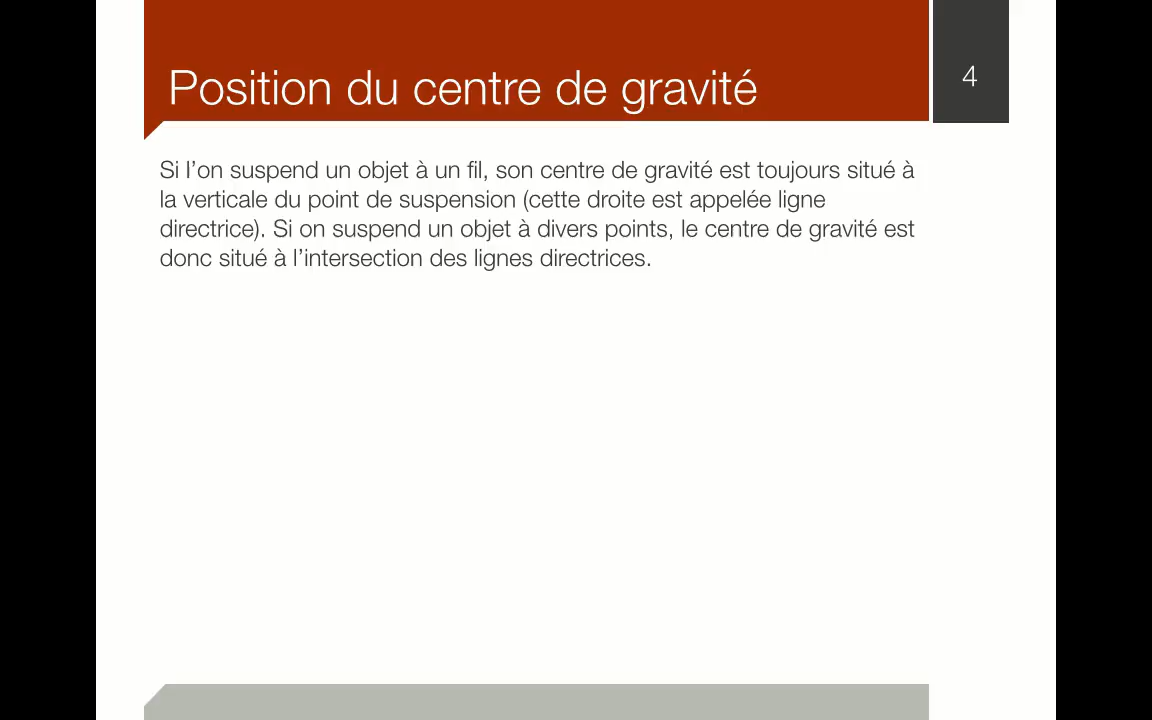 Position du centre de gravité
4
Si l’on suspend un objet à un fil, son centre de gravité est toujours situé à
la verticale du point de suspension (cette droite est appelée ligne
directrice). Si on suspend un objet à divers points, le centre de gravité est
donc situé à l’intersection des lignes directrices.